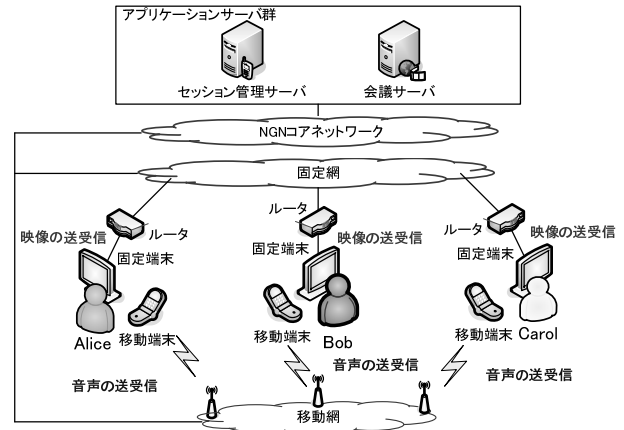 アプリケーションサーバ群
セッション管理サーバ
会議サーバ
NGNコアネットワーク
固定網
ルータ
映像の送受信
固定端末
Alice
移動端末
音声の送受信
ルータ
映像の送受信
固定端末
移動端末
Bob
音声の送受信
ルータ
映像の送受信
固定端末
移動端末
Carol
音声の送受信
移動網